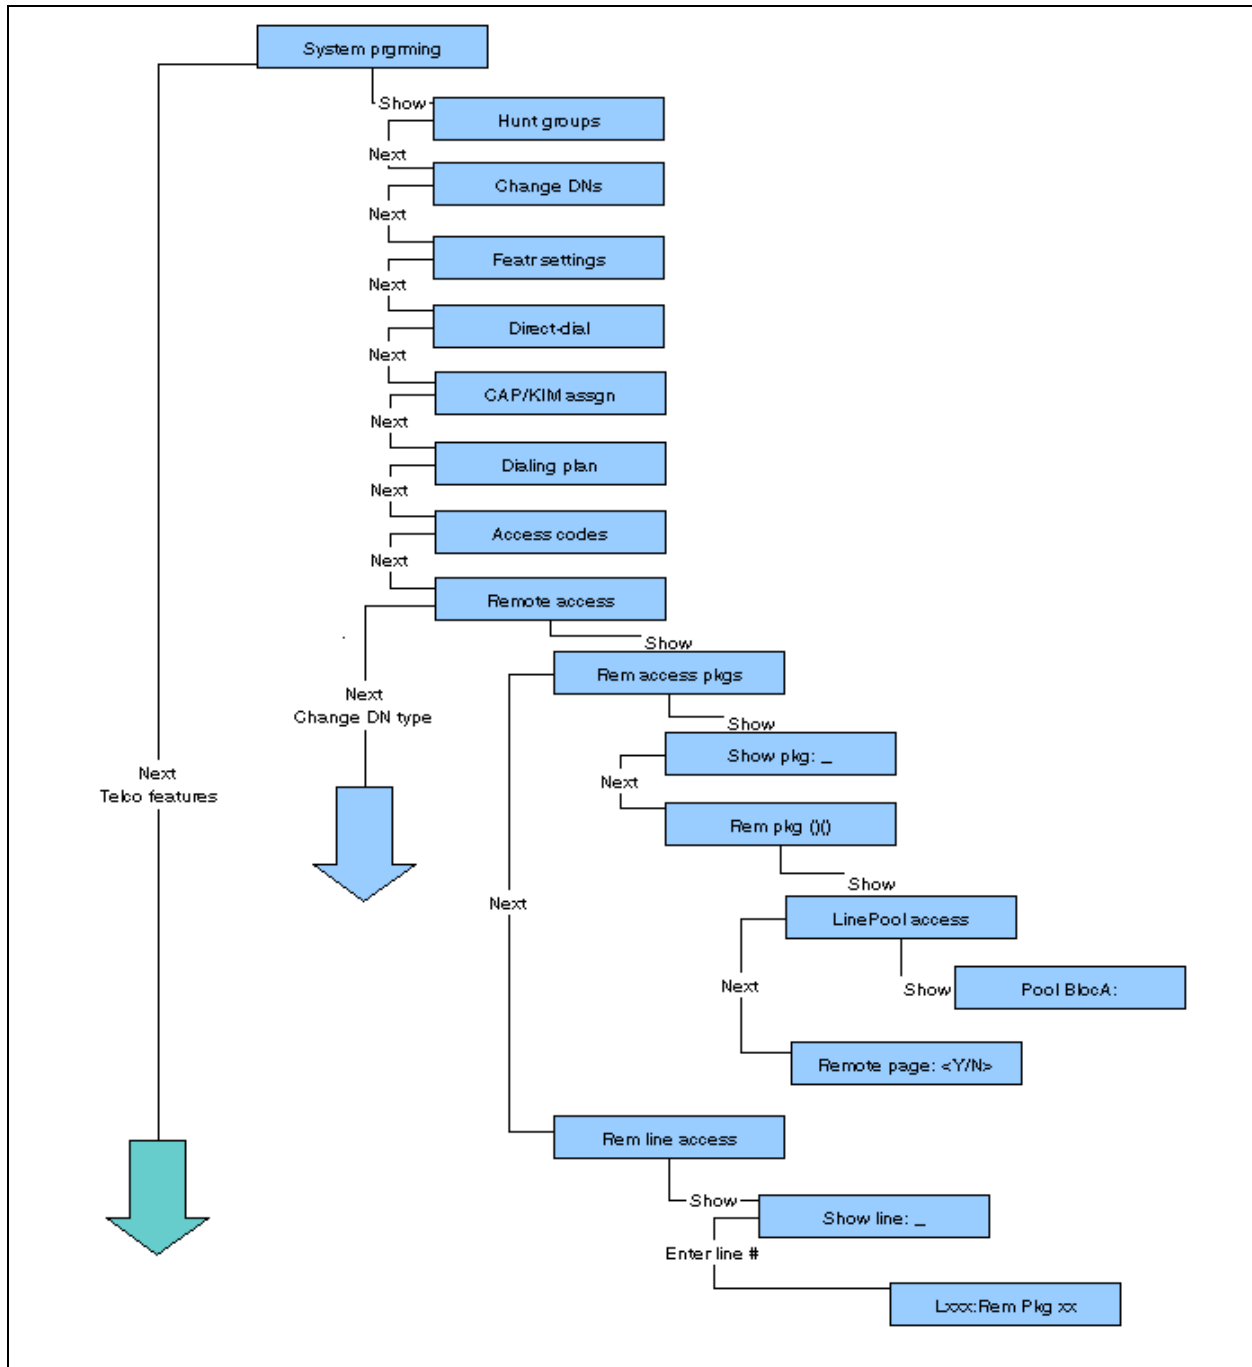 System prgrming
Show
Hunt groups
Next
Change DNs
Next
Featr settings
Next
Direct-dial
Next
CAP/KIM assgn
Next
Dialing plan
Next
Access codes
Next
Remote access
Show
Rem access pkgs
Next
Change DN type
Show
Show pkg: _
Next
Telco features
Next
Rem pkg ()()
Show
Next
LinePool access
Next
Show
Pool BlocA:
Remote page: <Y/N>
Rem line access
Show
Show line: _
Enter line #
Lxxx:Rem Pkg xx